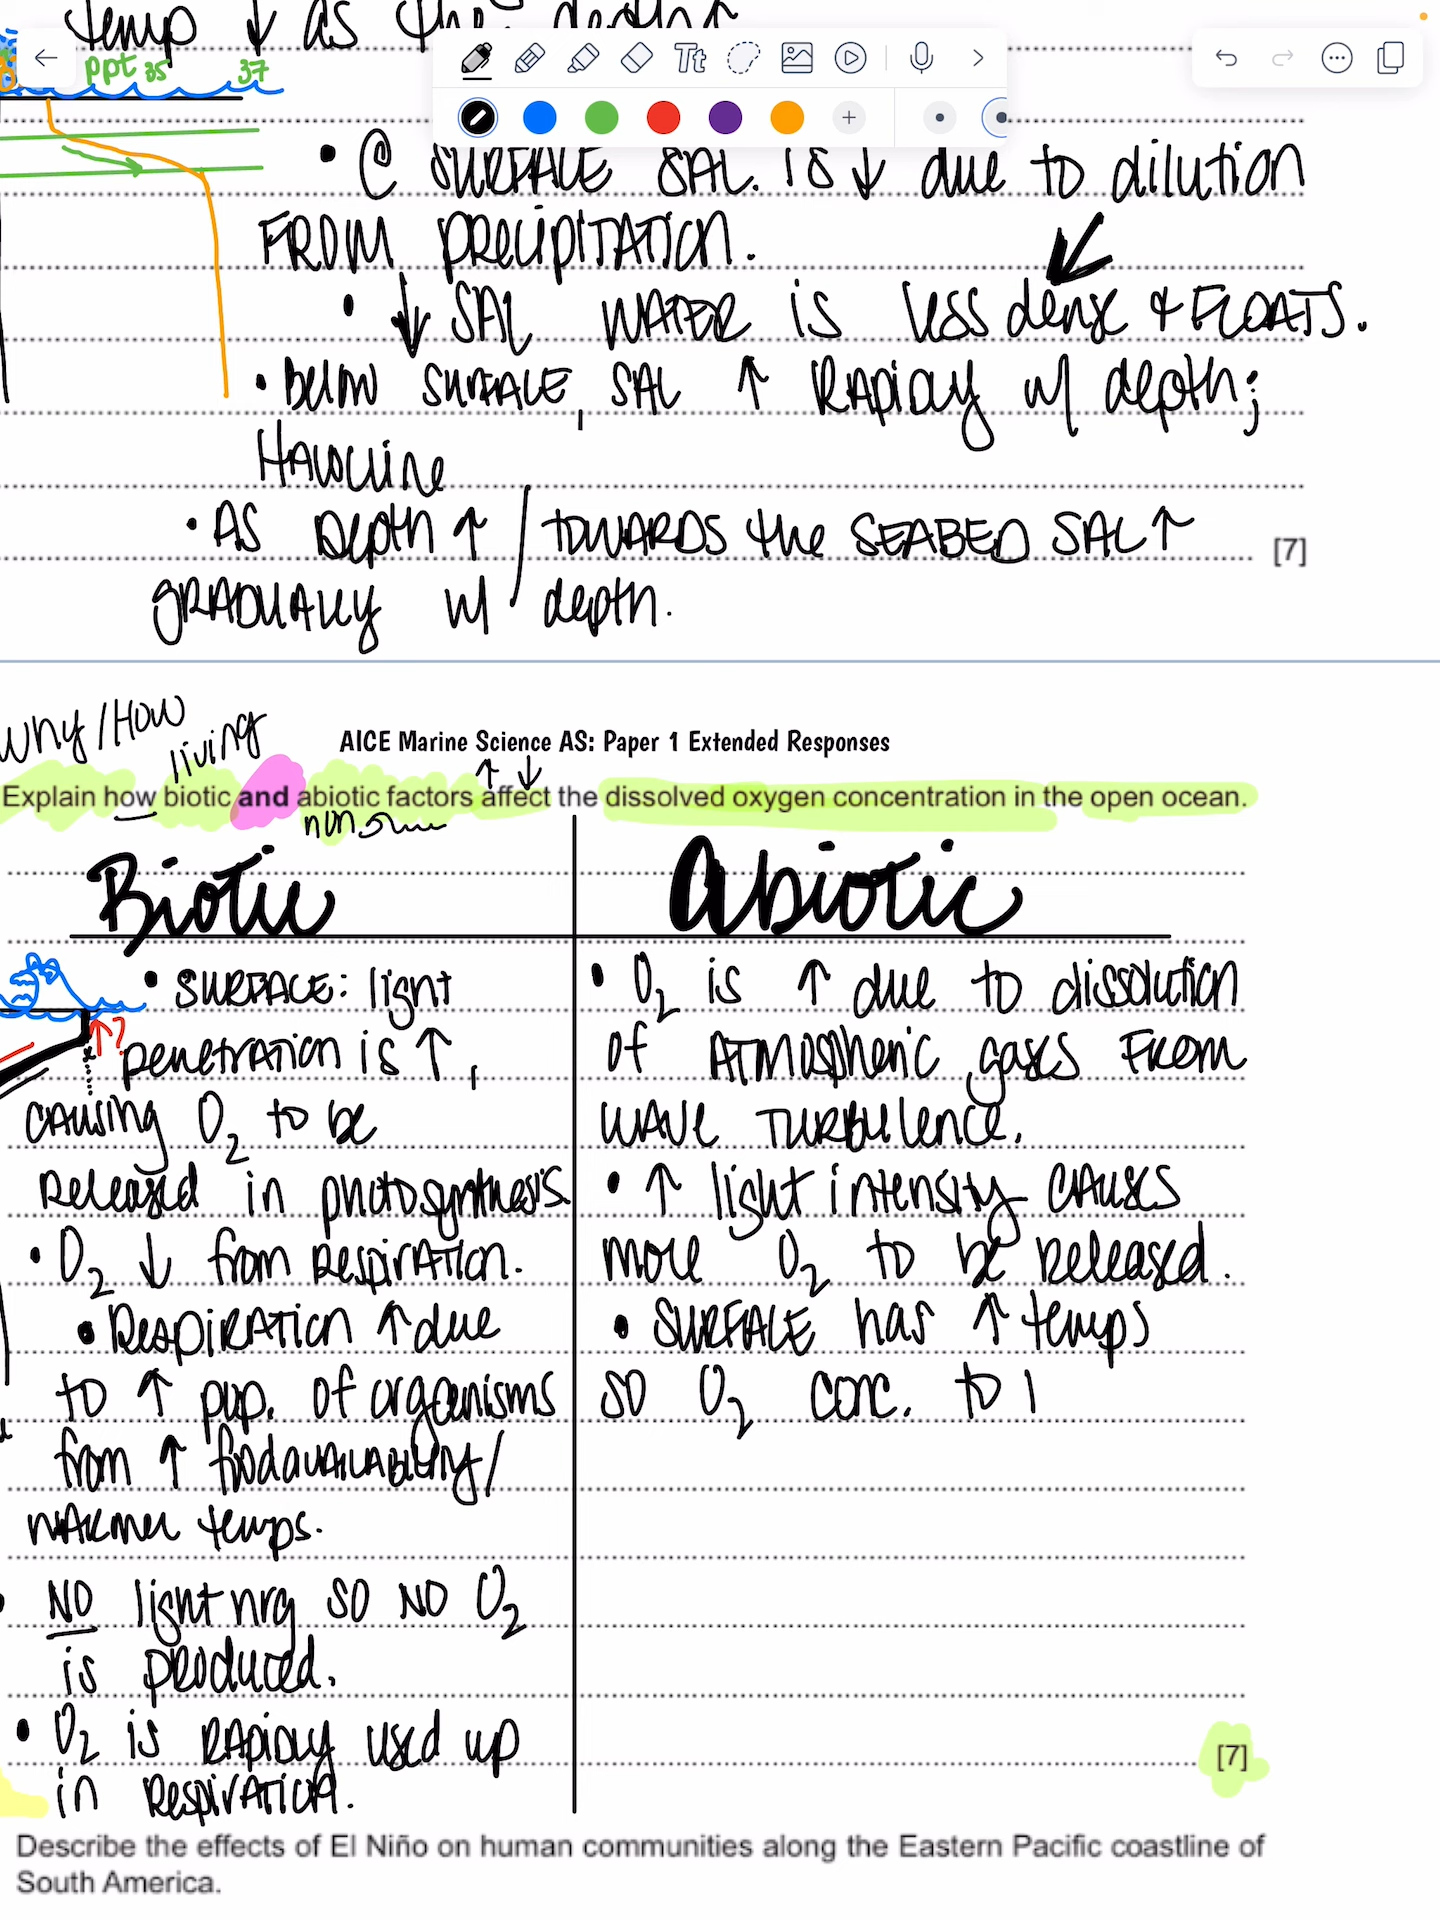 temp ↓ as the depth ↑
ppt 35 37
Tt
• @ SURFACE SAL. IS ↓ due to dilution
FROM PRECIPITATION.
• ↓ SAL WATER is less dense & FLOATS.
• Below SURFACE, SAL ↑ RAPIDLY w/ depth;
HALOCLINE
• AS Depth ↑ / TOWARDS the SEABED SAL ↑
[7]
GRADUALLY w/ depth.
Why / How
living
AICE Marine Science AS: Paper 1 Extended Responses
↑ ↓
Explain how biotic and abiotic factors affect the dissolved oxygen concentration in the open ocean.
non
Biotic
• SURFACE: light
↑?
penetration is ↑,
causing O2 to be
Released in photosynthesis.
• O2 ↓ from Respiration.
• Respiration ↑ due
to ↑ pop. of organisms
from ↑ food availability/
warmer temps.
• NO light nrg SO NO O2
is produced.
• O2 is RAPIDLY used up
in Respiration.
Abiotic
• O2 is ↑ due to dissolution
of ATMOSpheric gases FROM
WAVE TURBulence.
• ↑ light intensity CAUSES
more O2 to be Released.
• SURFACE has ↑ temps
SO O2 conc. to
[7]
Describe the effects of El Niño on human communities along the Eastern Pacific coastline of
South America.